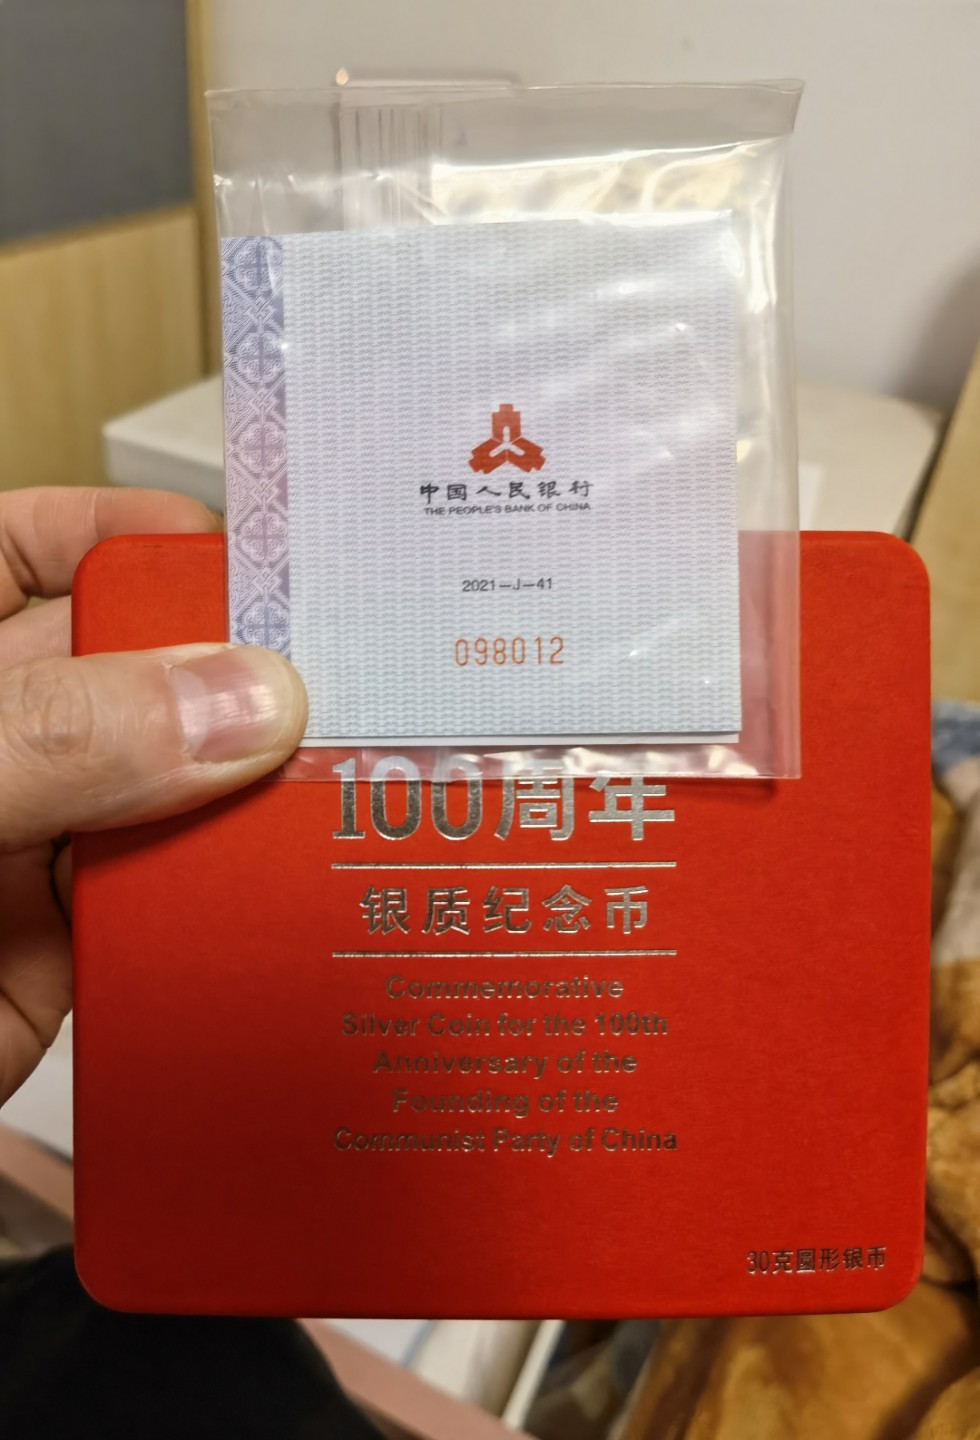 中国人民银行
THE PEOPLE'S BANK OF CHINA
2021-J-41
098012
100周年
银质纪念币
Commemorative
Silver Coin for the 100th
Anniversary of the
Founding of the
Communist Party of China
30克圆形银币